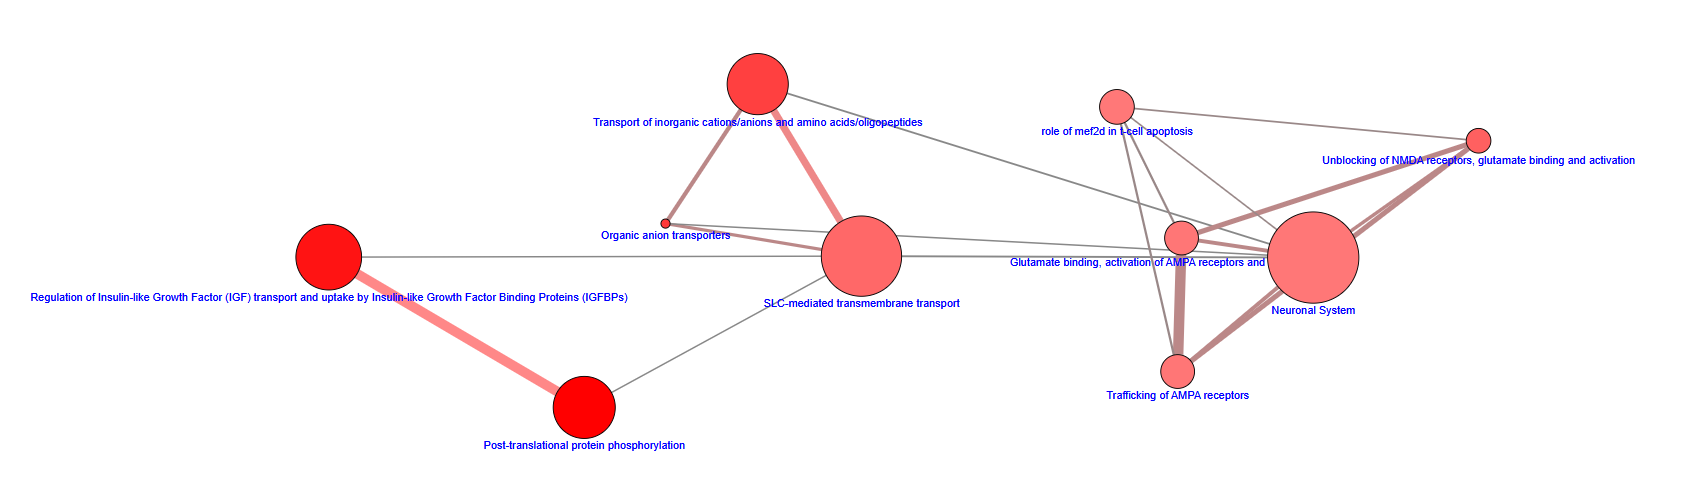 Transport of inorganic cations/anions and amino acids/oligopeptides
role of mef2d in t-cell apoptosis
Unblocking of NMDA receptors, glutamate binding and activation
Organic anion transporters
Glutamate binding, activation of AMPA receptors and
Regulation of Insulin-like Growth Factor (IGF) transport and uptake by Insulin-like Growth Factor Binding Proteins (IGFBPs)
SLC-mediated transmembrane transport
Neuronal System
Trafficking of AMPA receptors
Post-translational protein phosphorylation